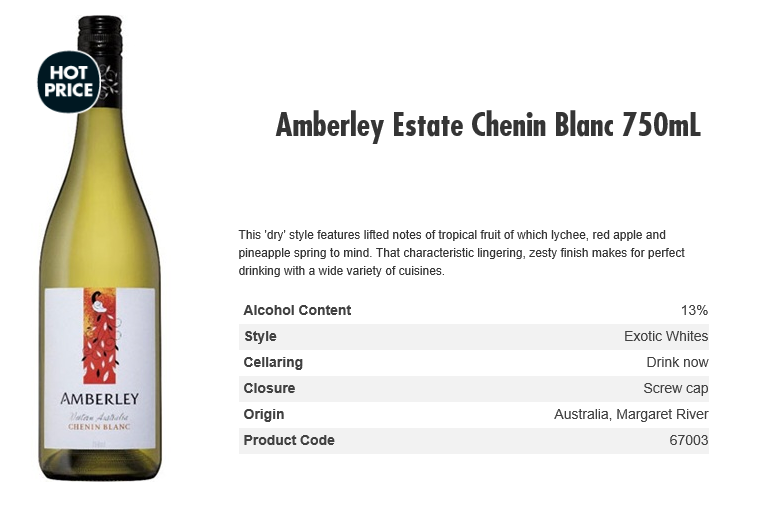 HOT
PRICE
Amberley Estate Chenin Blanc 750mL
This 'dry' style features lifted notes of tropical fruit of which lychee, red apple and
pineapple spring to mind. That characteristic lingering, zesty finish makes for perfect
drinking with a wide variety of cuisines.
Alcohol Content 13%
Style Exotic Whites
Cellaring Drink now
Closure Screw cap
Origin Australia, Margaret River
Product Code 67003
AMBERLEY
Western Australia
CHENIN BLANC